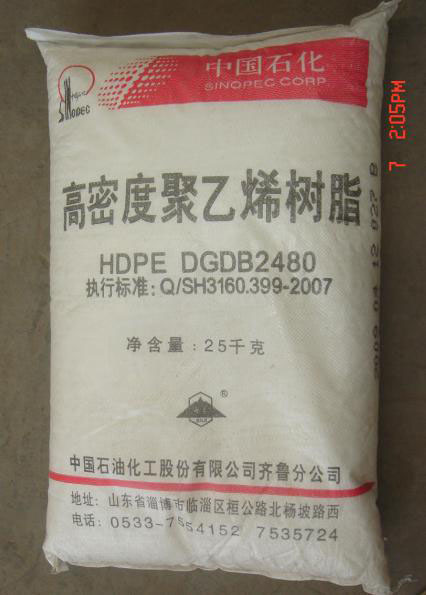 中国石化
SINOPEC CORP
SINOPEC
高密度聚乙烯树脂
HDPE DGDB2480
执行标准: Q/SH3160.399-2007
净含量: 25千克
®
中国石油化工股份有限公司齐鲁分公司
地址: 山东省淄博市临淄区桓公路北杨坡路西
电话: 0533-7554152 7535724
7 2:05PM